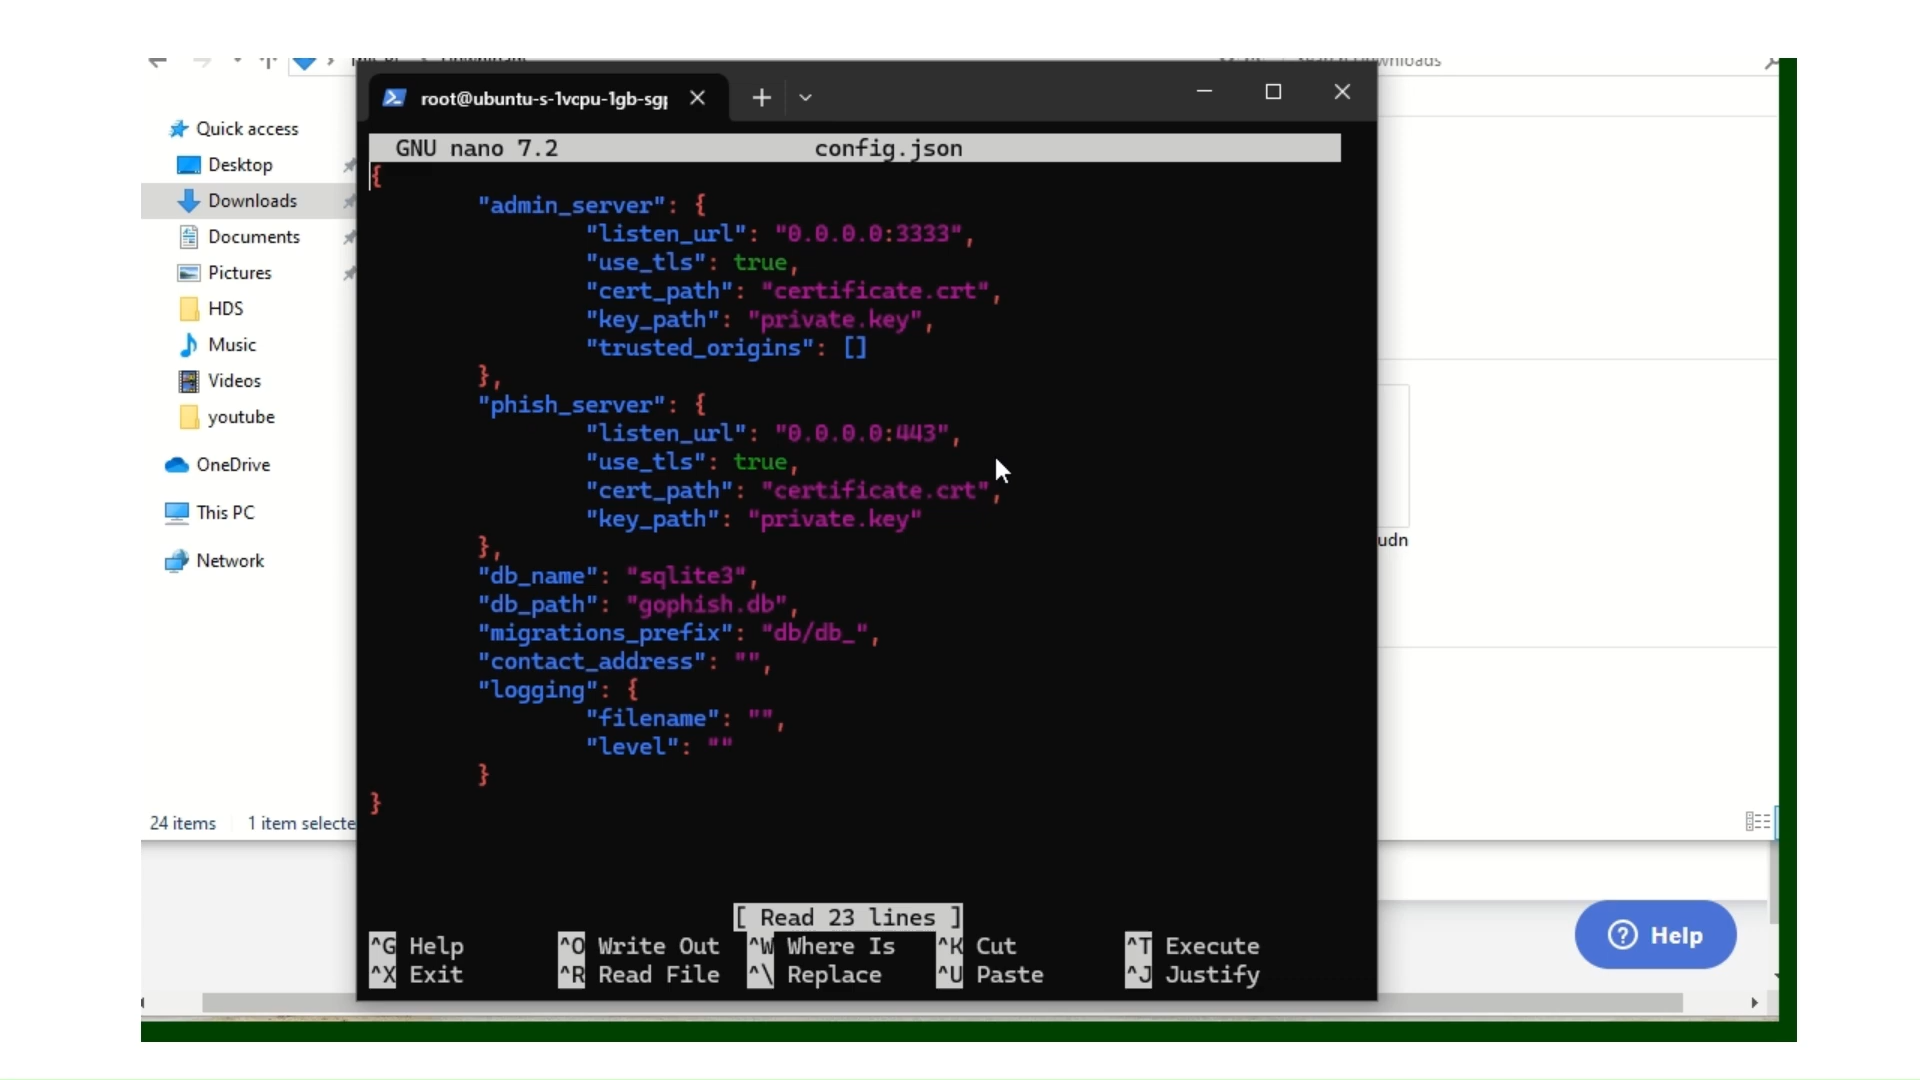 root@ubuntu-s-1vcpu-1gb-sg
GNU nano 7.2 config.json
{
"admin_server": {
"listen_url": "0.0.0.0:3333",
"use_tls": true,
"cert_path": "certificate.crt",
"key_path": "private.key",
"trusted_origins": []
},
"phish_server": {
"listen_url": "0.0.0.0:443",
"use_tls": true,
"cert_path": "certificate.crt",
"key_path": "private.key"
},
"db_name": "sqlite3",
"db_path": "gophish.db",
"migrations_prefix": "db/db_",
"contact_address": "",
"logging": {
"filename": "",
"level": ""
}
}
[ Read 23 lines ]
^G Help ^O Write Out ^W Where Is ^K Cut ^T Execute
^X Exit ^R Read File ^\ Replace ^U Paste ^J Justify
Quick access
Desktop
Downloads
Documents
Pictures
HDS
Music
Videos
youtube
OneDrive
This PC
Network
24 items 1 item selecte
udn
Help